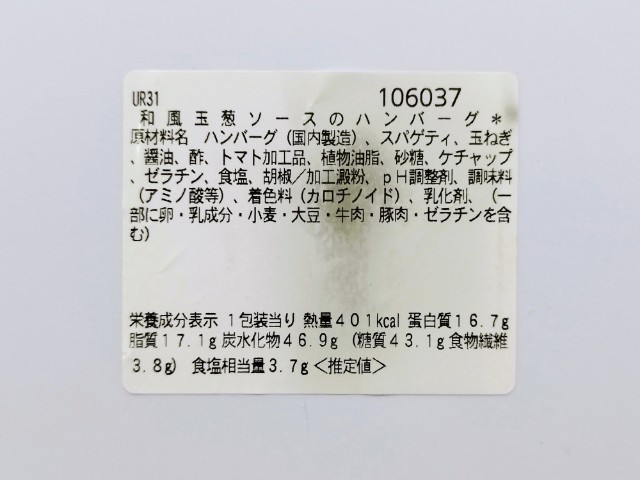 UR31 106037
和風玉葱ソースのハンバーグ＊
原材料名　ハンバーグ（国内製造）、スパゲティ、玉ねぎ
、醤油、酢、トマト加工品、植物油脂、砂糖、ケチャップ
、ゼラチン、食塩、胡椒／加工澱粉、ｐＨ調整剤、調味料
（アミノ酸等）、着色料（カロチノイド）、乳化剤、（一
部に卵・乳成分・小麦・大豆・牛肉・豚肉・ゼラチンを含
む）
栄養成分表示 １包装当り 熱量４０１kcal 蛋白質１６.７g
脂質１７.１g 炭水化物４６.９g （糖質４３.１g 食物繊維
３.８g） 食塩相当量３.７g＜推定値＞